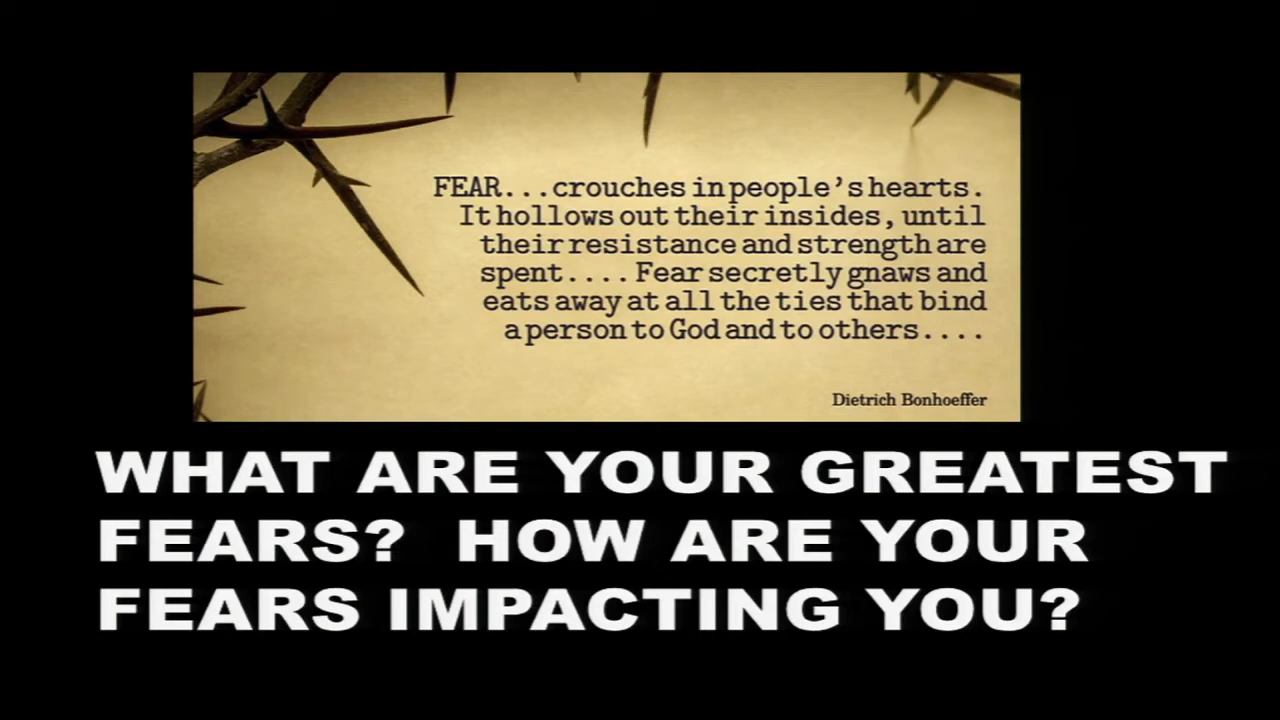 FEAR...crouches in people's hearts.
It hollows out their insides, until
their resistance and strength are
spent.... Fear secretly gnaws and
eats away at all the ties that bind
a person to God and to others....
Dietrich Bonhoeffer
WHAT ARE YOUR GREATEST
FEARS? HOW ARE YOUR
FEARS IMPACTING YOU?